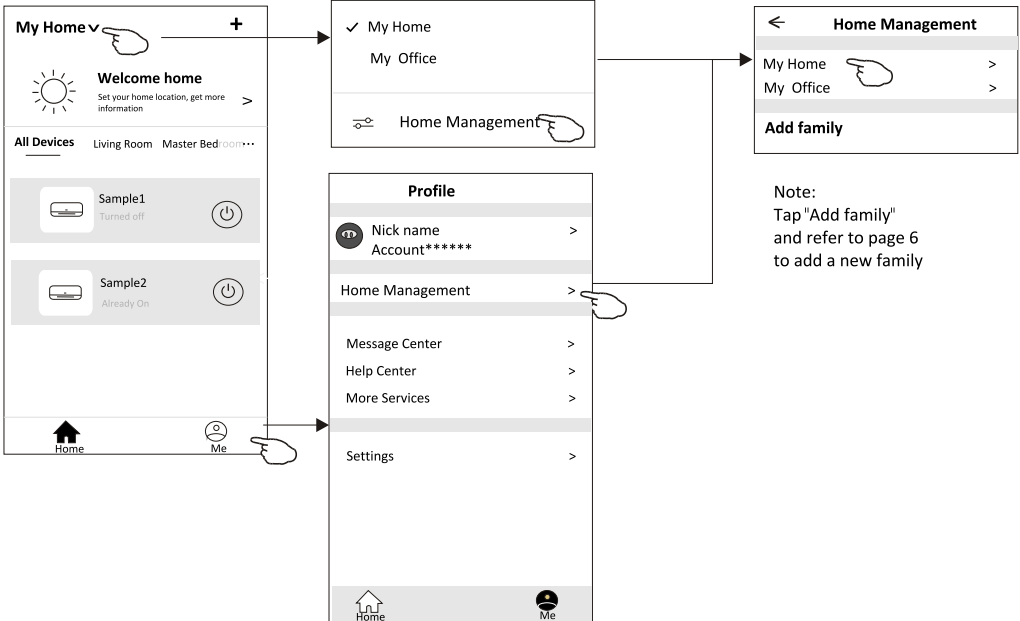 My Home
+
Welcome home
Set your home location, get more
information
>
All Devices Living Room Master Bedroom ...
Sample1
Turned off
Sample2
Already On
Home
Me
✓ My Home
My Office
Home Management
Profile
Nick name >
Account******
Home Management >
Message Center >
Help Center >
More Services >
Settings >
Home
Me
← Home Management
My Home >
My Office >
Add family
Note:
Tap "Add family"
and refer to page 6
to add a new family